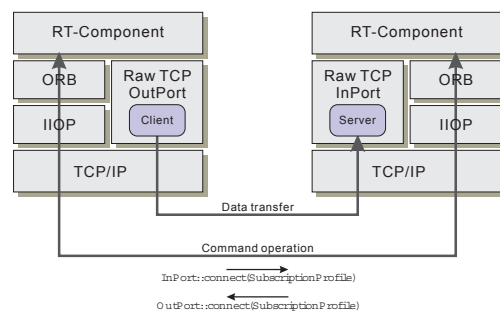 RT-Component
RT-Component
ORB
Raw TCP
OutPort
Client
IIOP
TCP/IP
Raw TCP
InPort
Server
ORB
IIOP
TCP/IP
Data transfer
Command operation
InPort::connect(SubscriptionProfile)
OutPort::connect(SubscriptionProfile)